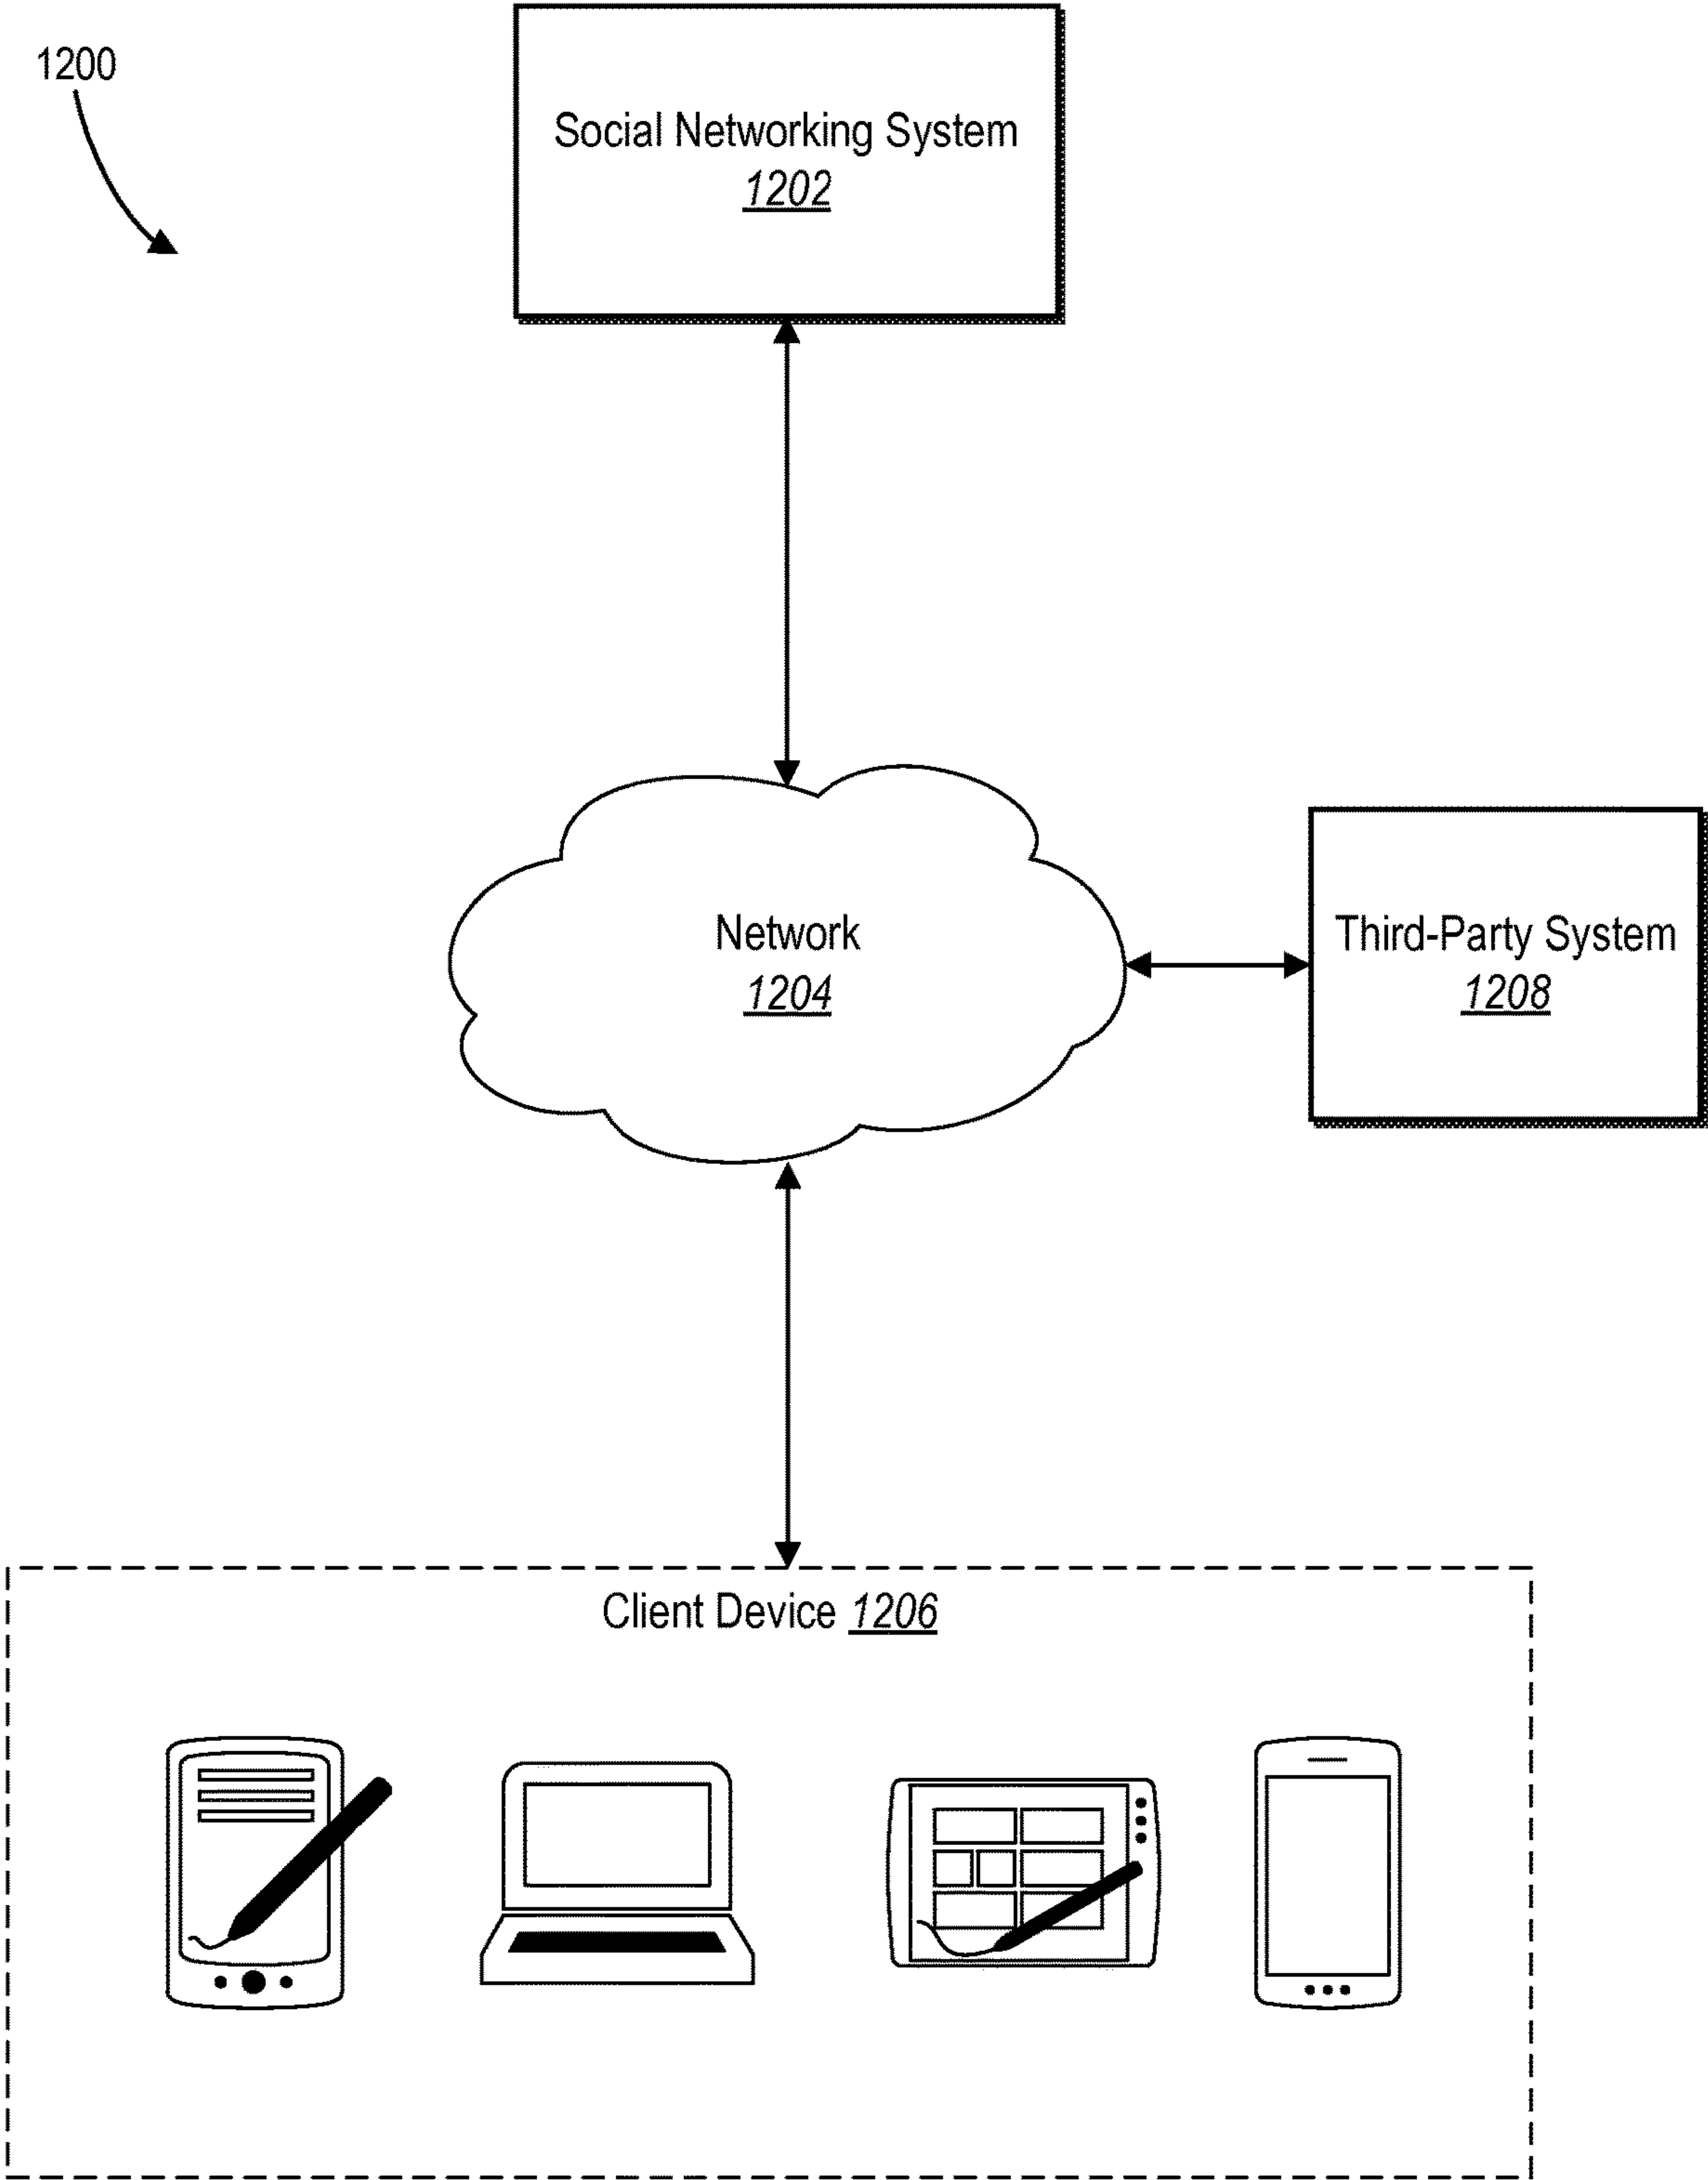 1200
Social Networking System
1202
Network
1204
Third-Party System
1208
Client Device 1206